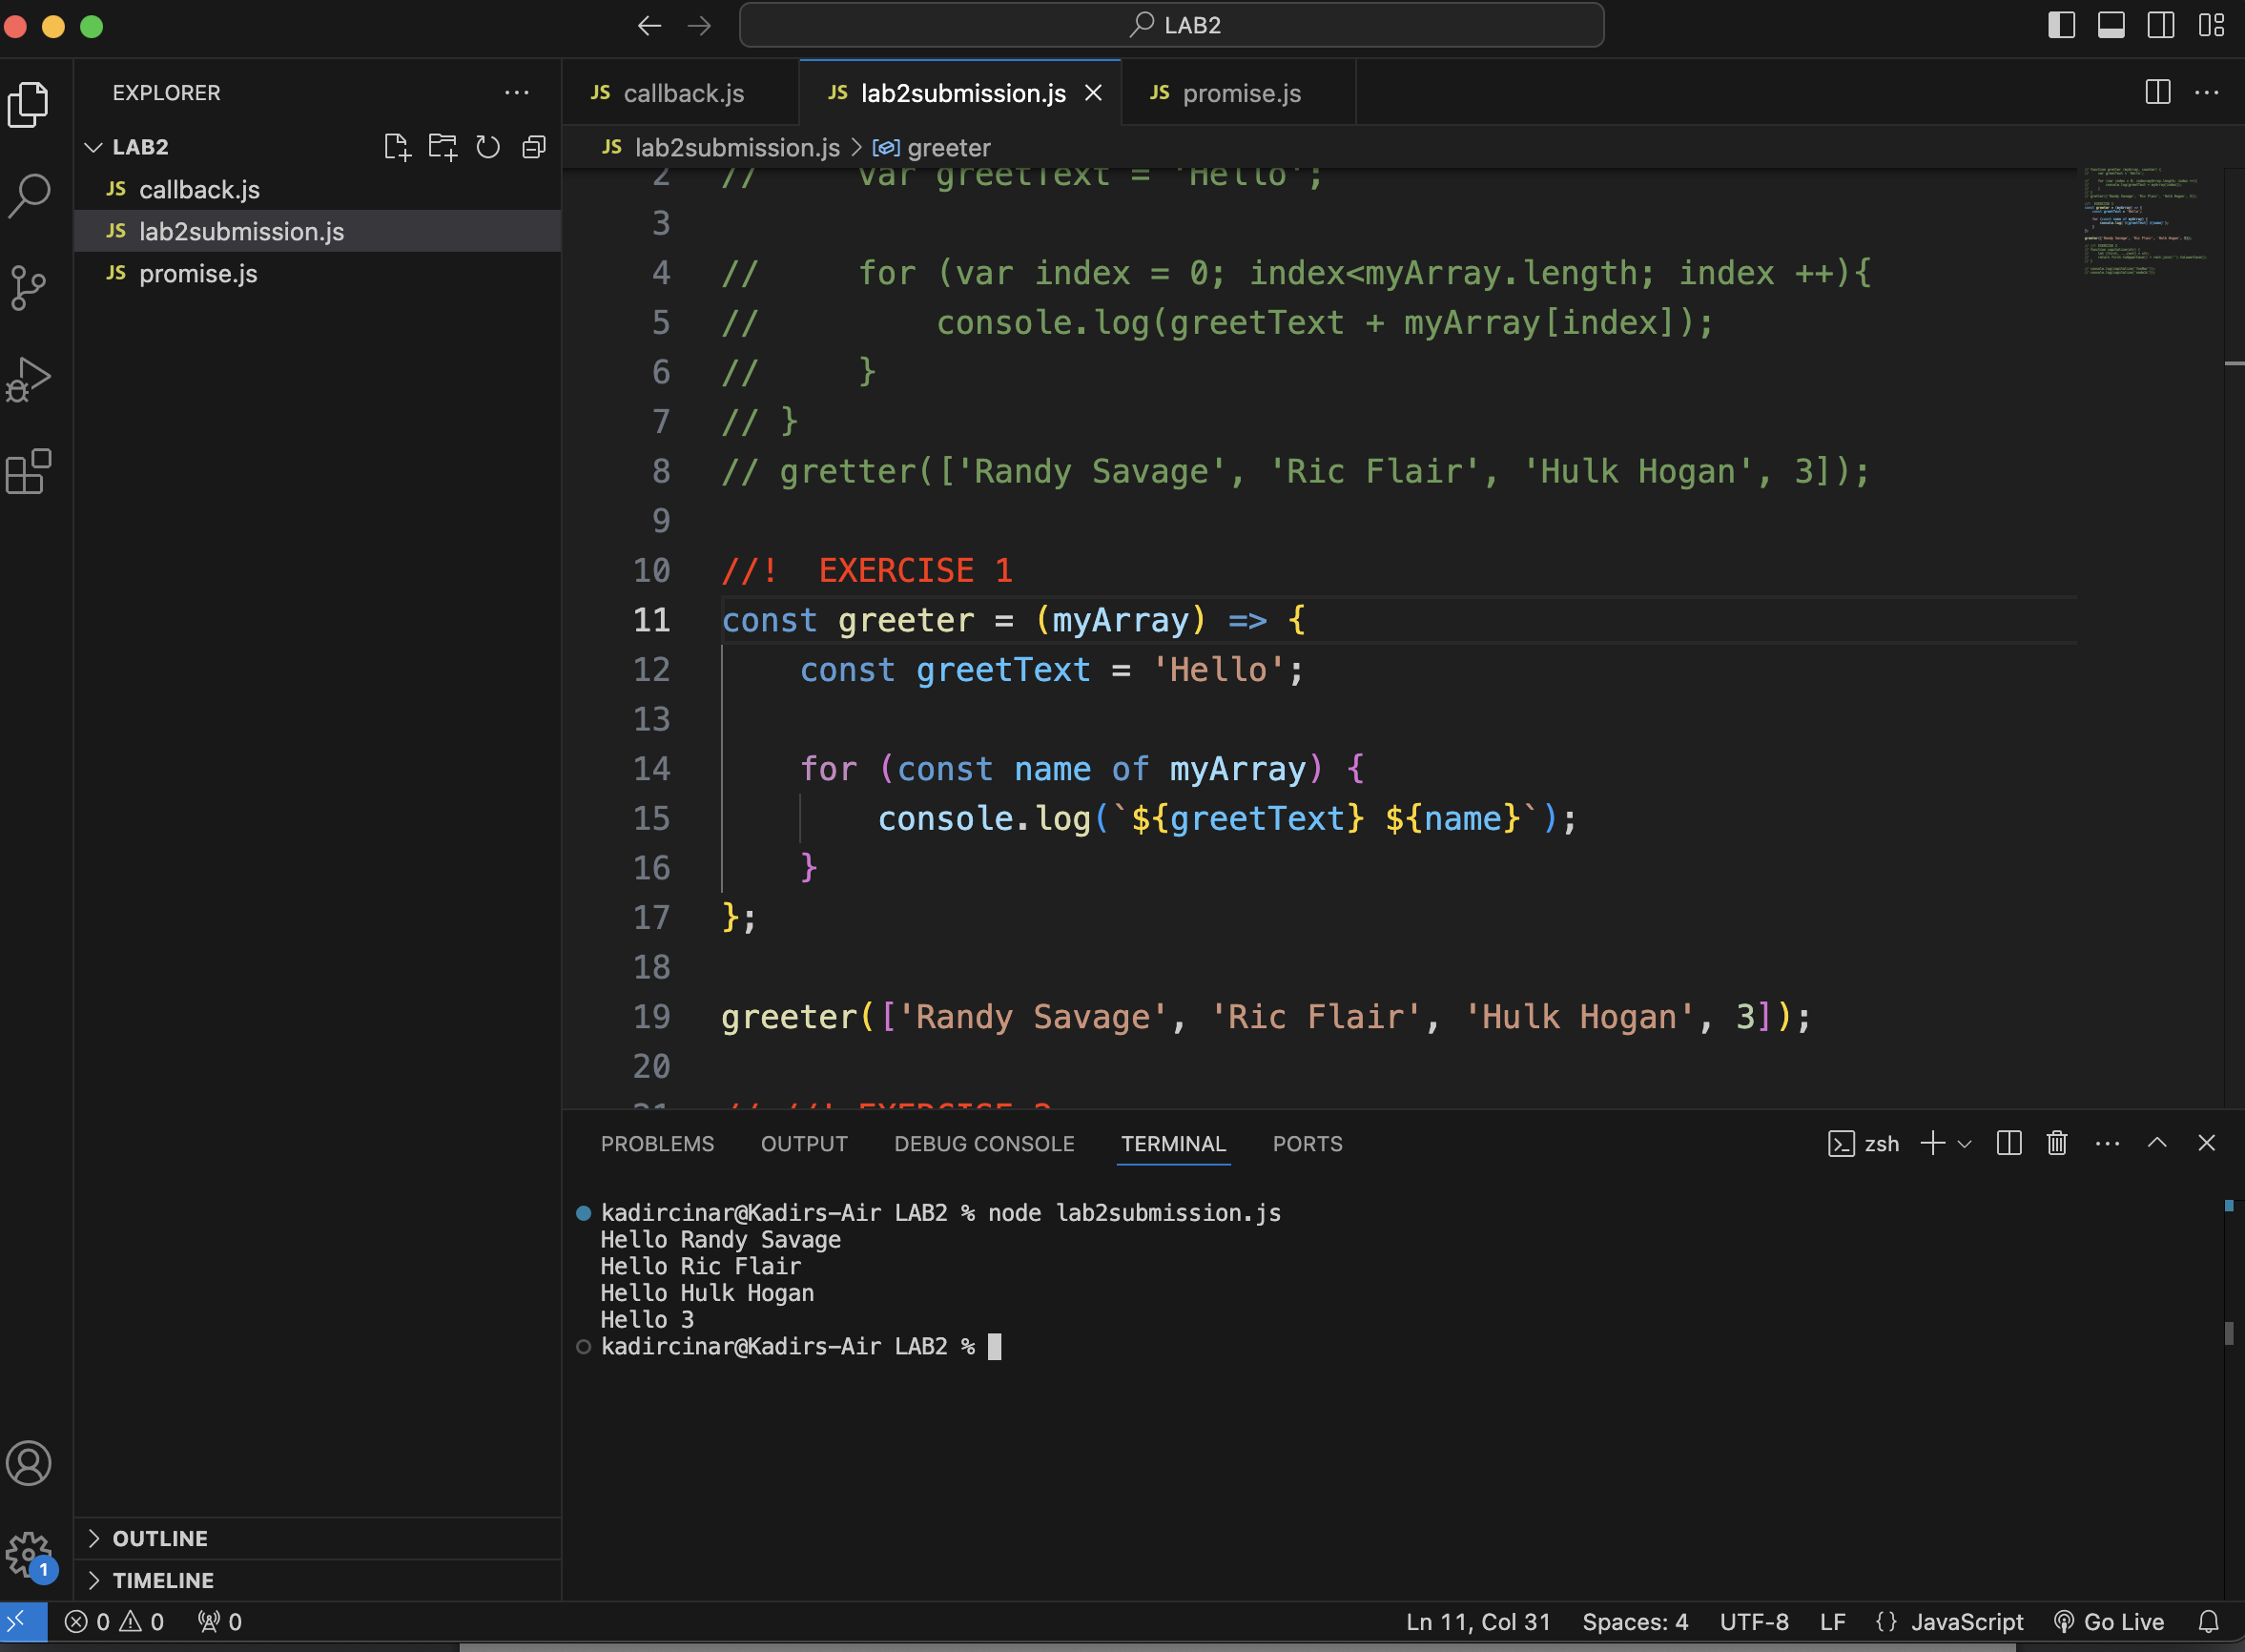 LAB2
EXPLORER
LAB2
JS callback.js
JS lab2submission.js
JS promise.js
OUTLINE
TIMELINE
JS callback.js
JS lab2submission.js
JS promise.js
JS lab2submission.js > greeter
2 //     var greetText = 'Hello';
3
4 //     for (var index = 0; index<myArray.length; index ++){
5 //         console.log(greetText + myArray[index]);
6 //     }
7 // }
8 // gretter(['Randy Savage', 'Ric Flair', 'Hulk Hogan', 3]);
9
10 //!  EXERCISE 1
11 const greeter = (myArray) => {
12     const greetText = 'Hello';
13
14     for (const name of myArray) {
15         console.log(`${greetText} ${name}`);
16     }
17 };
18
19 greeter(['Randy Savage', 'Ric Flair', 'Hulk Hogan', 3]);
20
21 // //! EXERCISE 2
PROBLEMS OUTPUT DEBUG CONSOLE TERMINAL PORTS
zsh
kadircinar@Kadirs-Air LAB2 % node lab2submission.js
Hello Randy Savage
Hello Ric Flair
Hello Hulk Hogan
Hello 3
kadircinar@Kadirs-Air LAB2 %
1
0 0 0 Ln 11, Col 31 Spaces: 4 UTF-8 LF {} JavaScript Go Live